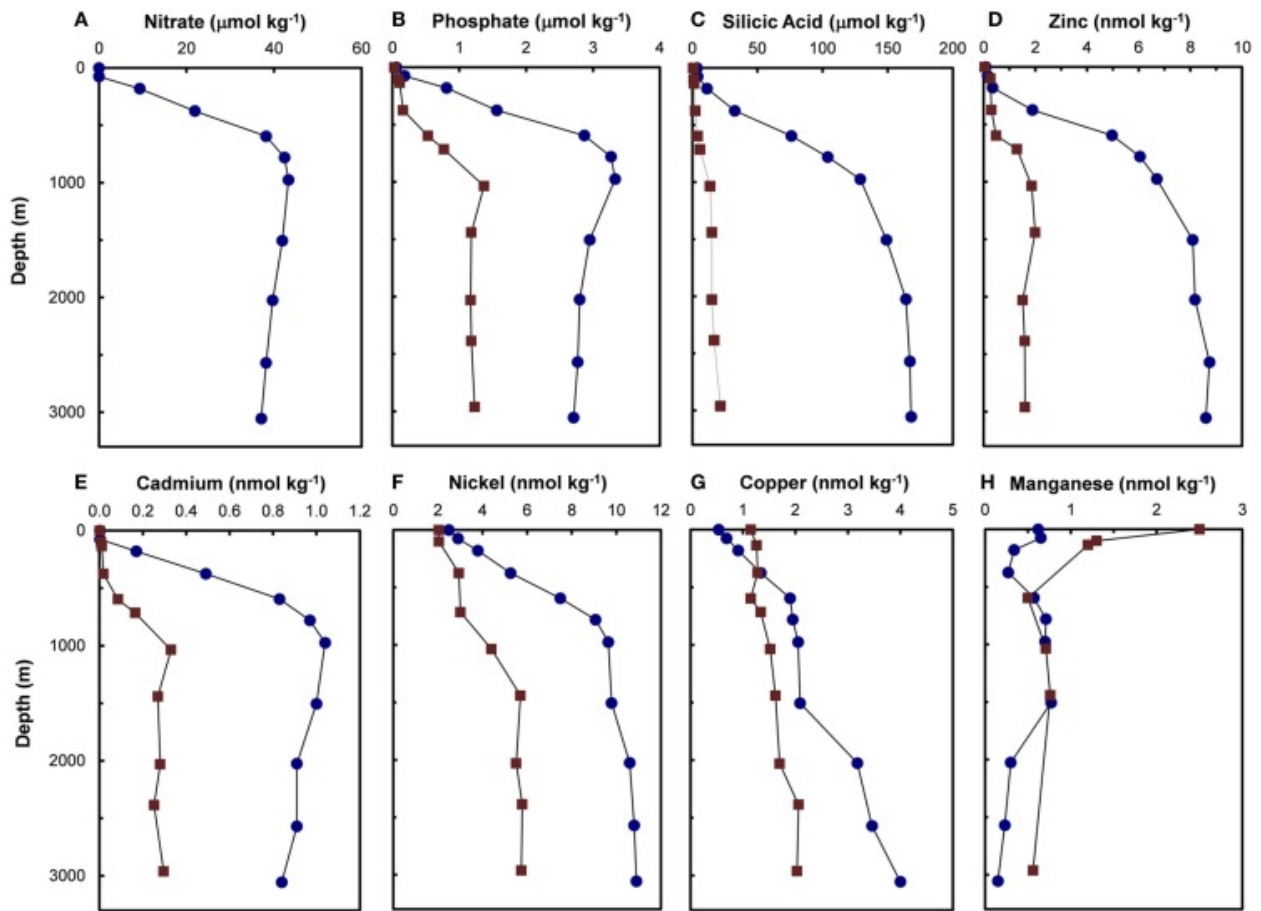 A Nitrate (μmol kg⁻¹) B Phosphate (μmol kg⁻¹) C Silicic Acid (μmol kg⁻¹) D Zinc (nmol kg⁻¹)
0 20 40 60 0 1 2 3 4 0 50 100 150 200 0 2 4 6 8 10
0
1000
2000
3000
Depth (m)
E Cadmium (nmol kg⁻¹) F Nickel (nmol kg⁻¹) G Copper (nmol kg⁻¹) H Manganese (nmol kg⁻¹)
0.0 0.2 0.4 0.6 0.8 1.0 1.2 0 2 4 6 8 10 12 0 1 2 3 4 5 0 1 2 3
0
1000
2000
3000
Depth (m)